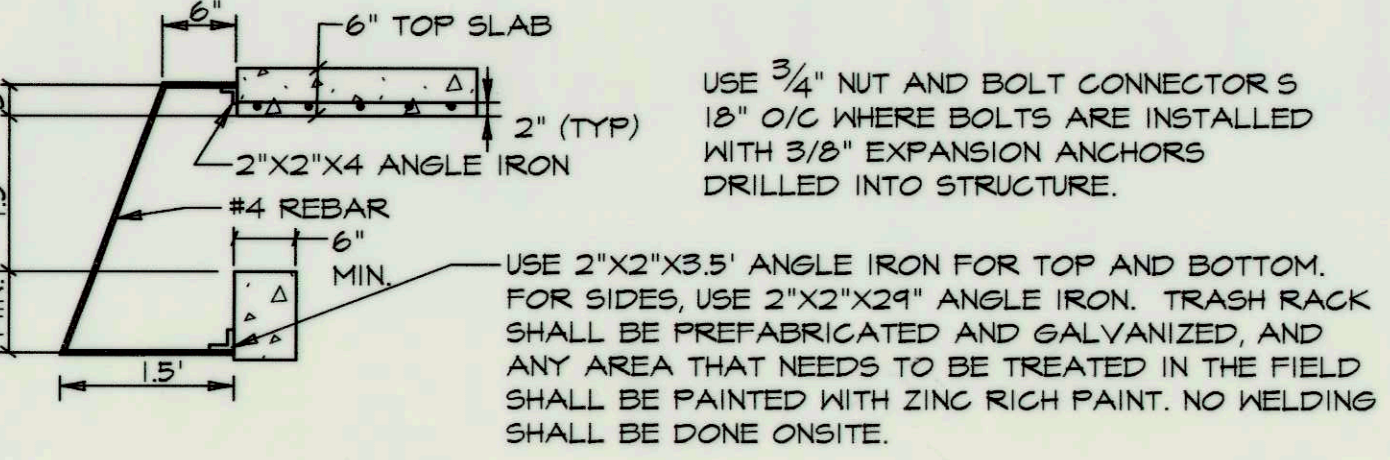 6"
6" TOP SLAB
2" (TYP)
2"X2"X4 ANGLE IRON
#4 REBAR
6"
MIN.
1.5'
USE 3/4" NUT AND BOLT CONNECTORS
18" O/C WHERE BOLTS ARE INSTALLED
WITH 3/8" EXPANSION ANCHORS
DRILLED INTO STRUCTURE.
USE 2"X2"X3.5' ANGLE IRON FOR TOP AND BOTTOM.
FOR SIDES, USE 2"X2"X29" ANGLE IRON. TRASH RACK
SHALL BE PREFABRICATED AND GALVANIZED, AND
ANY AREA THAT NEEDS TO BE TREATED IN THE FIELD
SHALL BE PAINTED WITH ZINC RICH PAINT. NO WELDING
SHALL BE DONE ONSITE.